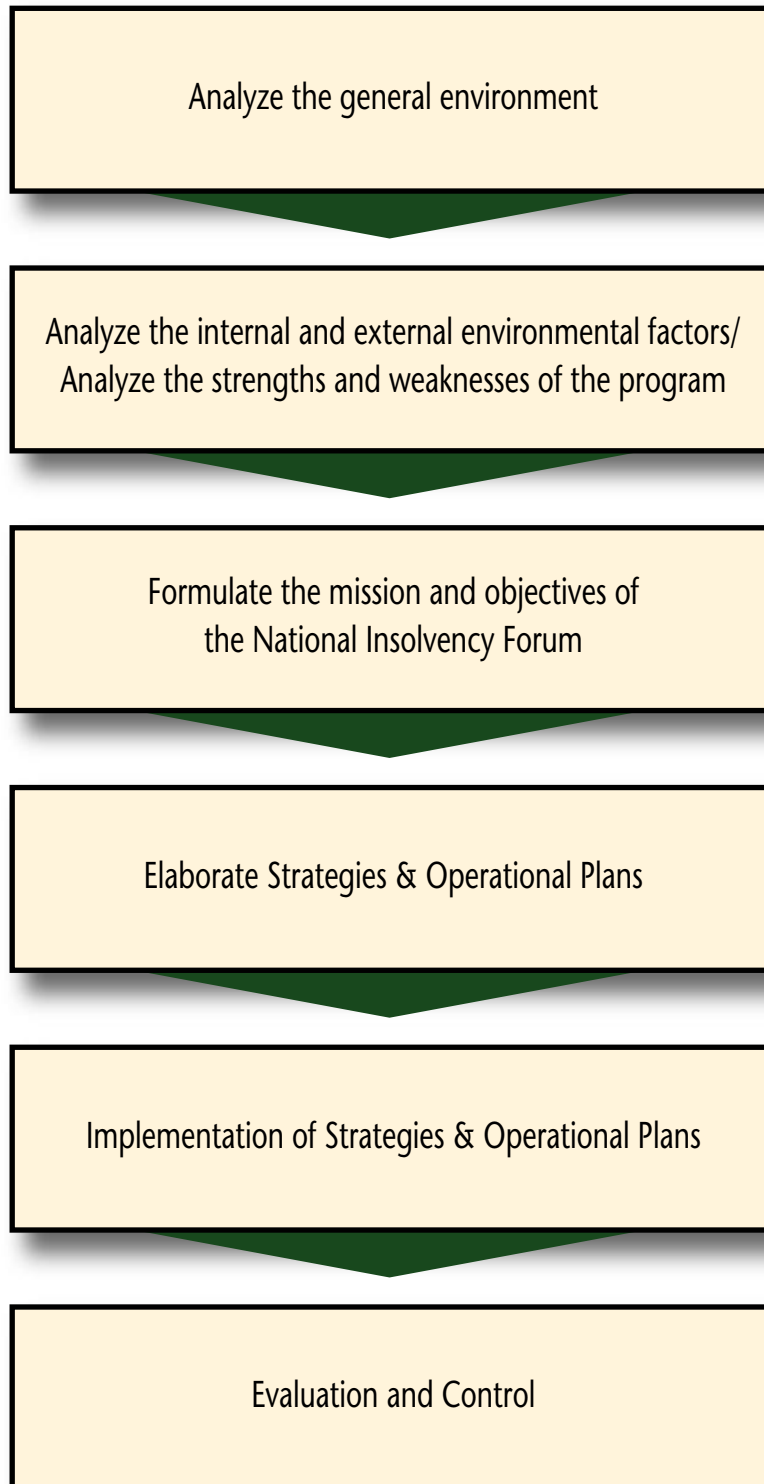 Analyze the general environment
Analyze the internal and external environmental factors/
Analyze the strengths and weaknesses of the program
Formulate the mission and objectives of
the National Insolvency Forum
Elaborate Strategies & Operational Plans
Implementation of Strategies & Operational Plans
Evaluation and Control